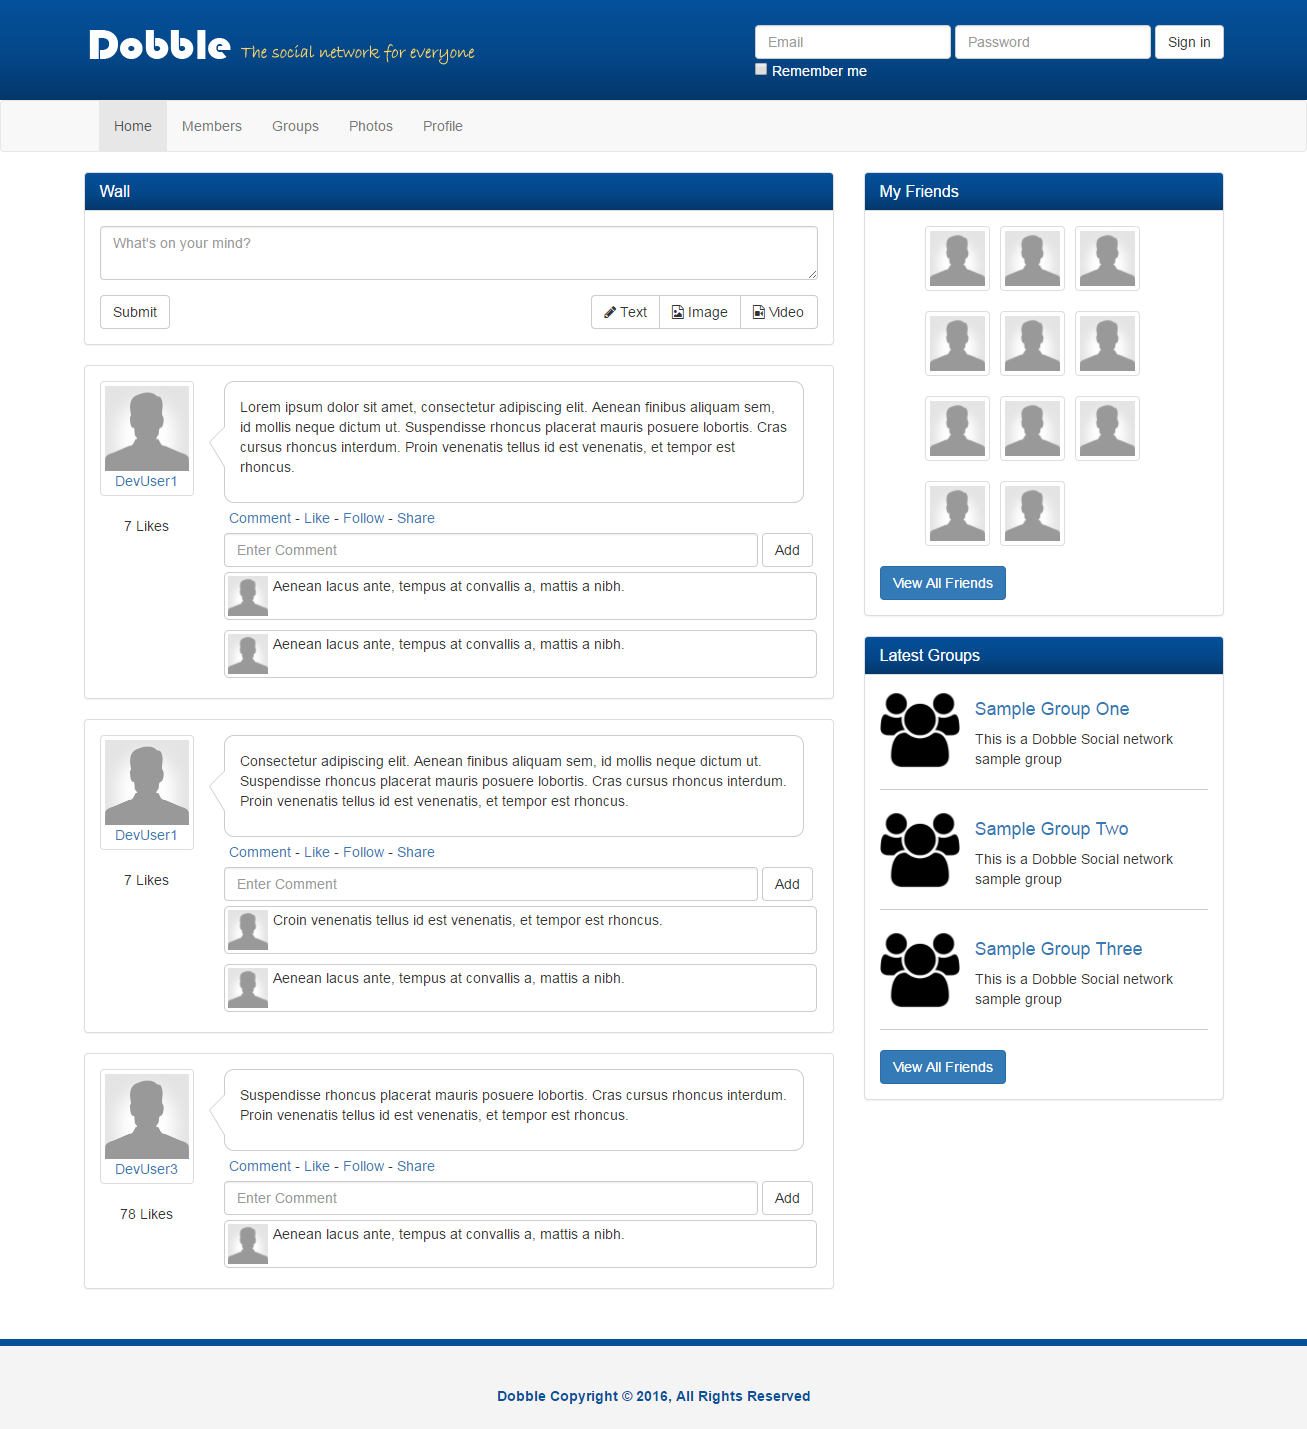 Dobble The social network for everyone
Email Password Sign in
Remember me
Home Members Groups Photos Profile
Wall
What's on your mind?
Submit Text Image Video
DevUser1
7 Likes
Lorem ipsum dolor sit amet, consectetur adipiscing elit. Aenean finibus aliquam sem,
id mollis neque dictum ut. Suspendisse rhoncus placerat mauris posuere lobortis. Cras
cursus rhoncus interdum. Proin venenatis tellus id est venenatis, et tempor est
rhoncus.
Comment - Like - Follow - Share
Enter Comment Add
Aenean lacus ante, tempus at convallis a, mattis a nibh.
Aenean lacus ante, tempus at convallis a, mattis a nibh.
DevUser1
7 Likes
Consectetur adipiscing elit. Aenean finibus aliquam sem, id mollis neque dictum ut.
Suspendisse rhoncus placerat mauris posuere lobortis. Cras cursus rhoncus interdum.
Proin venenatis tellus id est venenatis, et tempor est rhoncus.
Comment - Like - Follow - Share
Enter Comment Add
Croin venenatis tellus id est venenatis, et tempor est rhoncus.
Aenean lacus ante, tempus at convallis a, mattis a nibh.
DevUser3
78 Likes
Suspendisse rhoncus placerat mauris posuere lobortis. Cras cursus rhoncus interdum.
Proin venenatis tellus id est venenatis, et tempor est rhoncus.
Comment - Like - Follow - Share
Enter Comment Add
Aenean lacus ante, tempus at convallis a, mattis a nibh.
My Friends
View All Friends
Latest Groups
Sample Group One
This is a Dobble Social network
sample group
Sample Group Two
This is a Dobble Social network
sample group
Sample Group Three
This is a Dobble Social network
sample group
View All Friends
Dobble Copyright © 2016, All Rights Reserved